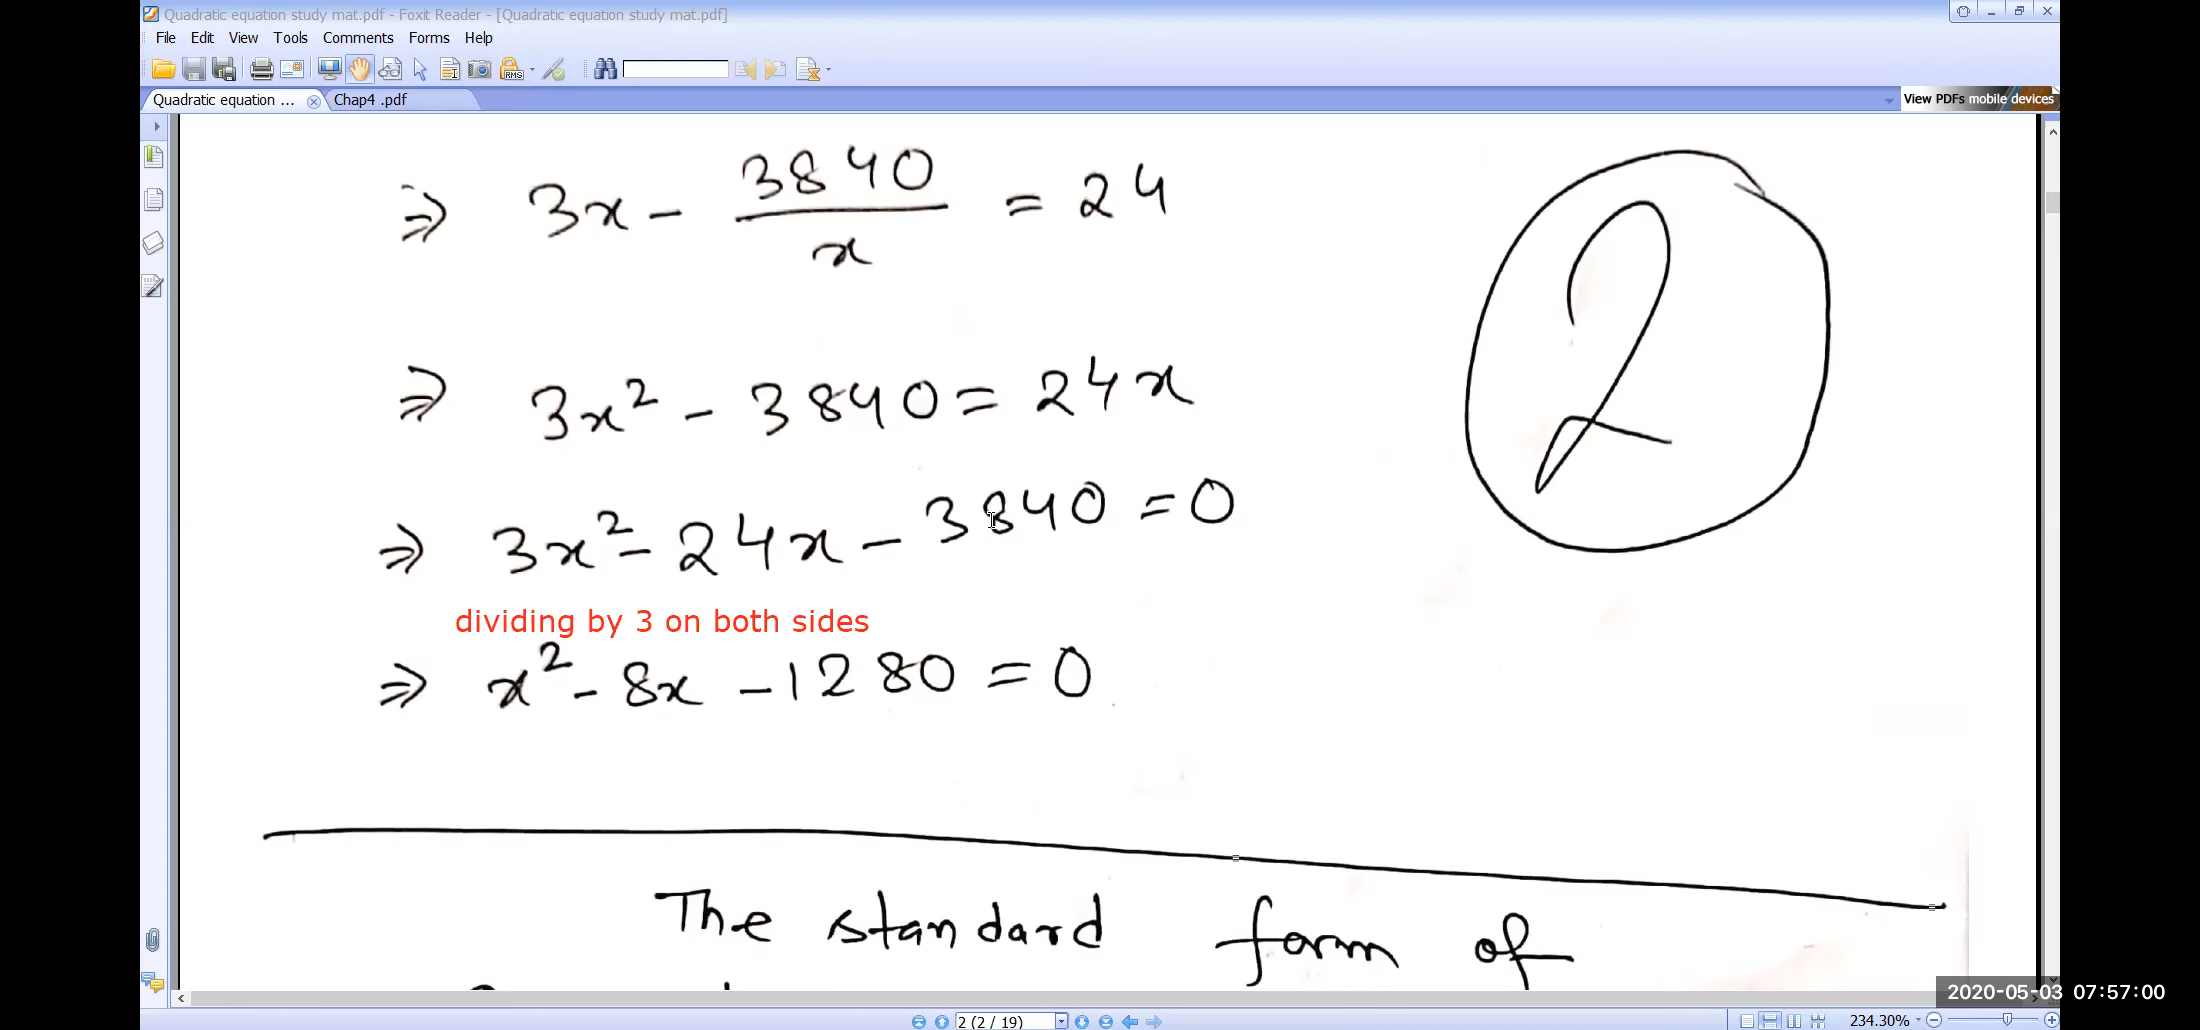 Quadratic equation study mat.pdf - Foxit Reader - [Quadratic equation study mat.pdf]
File Edit View Tools Comments Forms Help
RMS
Quadratic equation ... Chap4 .pdf View PDFs mobile devices
⇒ 3x - 3840/x = 24
2
⇒ 3x² - 3840 = 24x
⇒ 3x² - 24x - 3840 = 0
dividing by 3 on both sides
⇒ x² - 8x - 1280 = 0
The standard form of
2020-05-03 07:57:00
2 (2 / 19) 234.30%